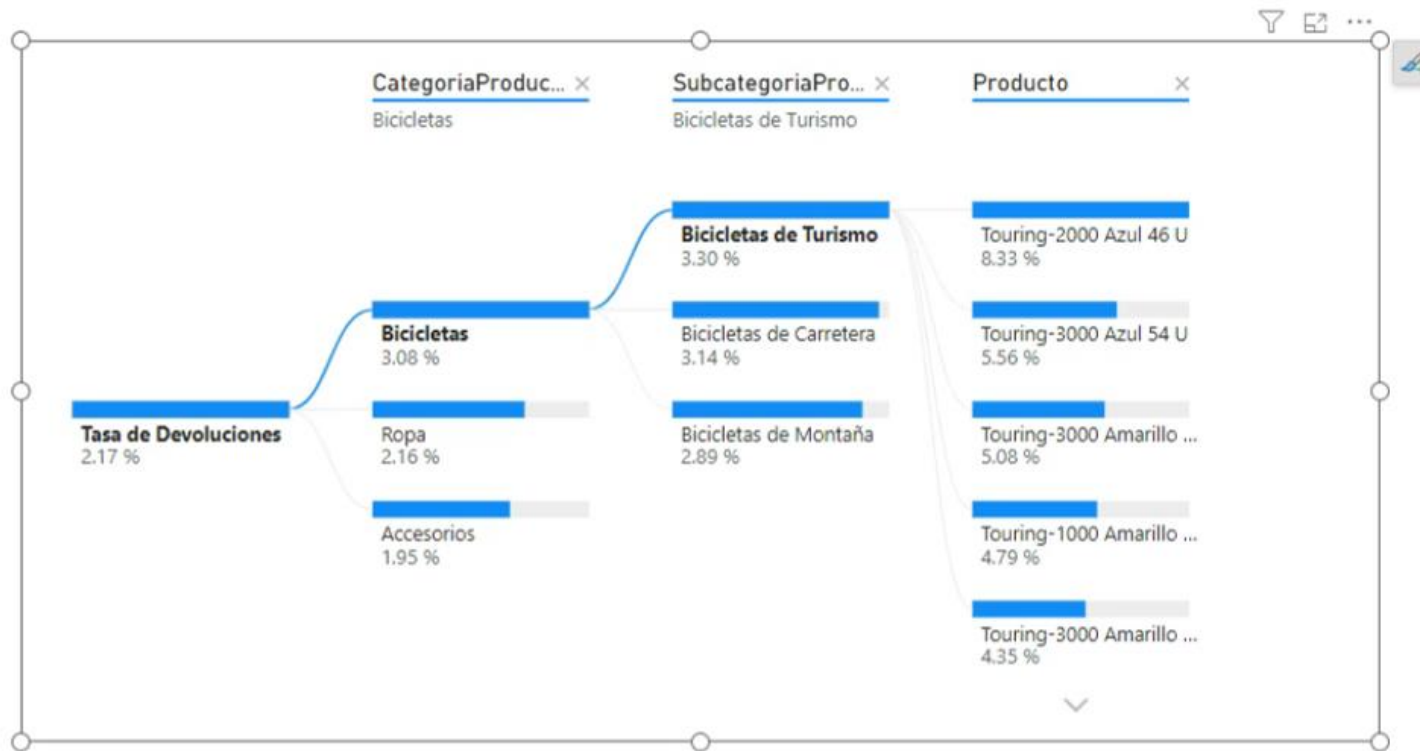 CategoriaProduc...
Bicicletas
SubcategoriaPro...
Bicicletas de Turismo
Producto
Tasa de Devoluciones
2.17 %
Bicicletas
3.08 %
Ropa
2.16 %
Accesorios
1.95 %
Bicicletas de Turismo
3.30 %
Bicicletas de Carretera
3.14 %
Bicicletas de Montaña
2.89 %
Touring-2000 Azul 46 U
8.33 %
Touring-3000 Azul 54 U
5.56 %
Touring-3000 Amarillo ...
5.08 %
Touring-1000 Amarillo ...
4.79 %
Touring-3000 Amarillo ...
4.35 %